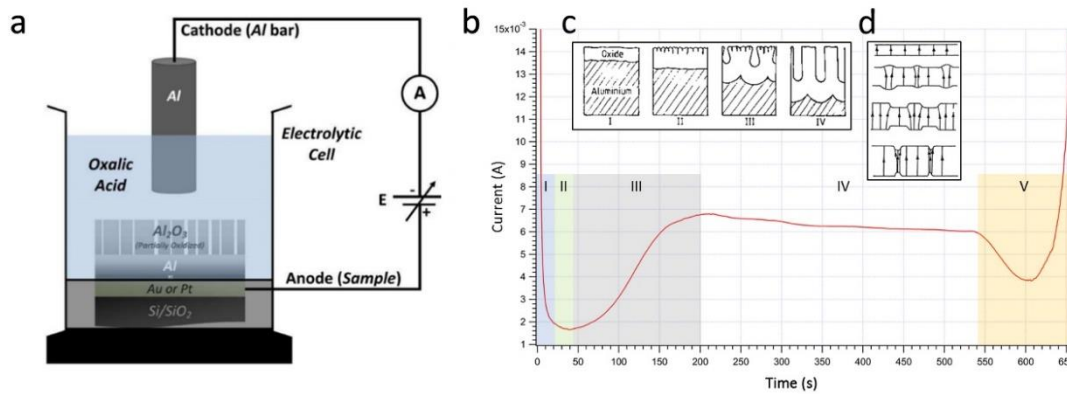 a
Cathode (Al bar)
Al
A
Electrolytic
Cell
Oxalic
Acid
E
-
+
Al2O3
(Partially Oxidized)
Al
Anode (Sample)
Au or Pt
Si/SiO2
b
15x10⁻³
14
13
12
11
10
9
8
7
6
5
4
3
2
1
Current (A)
0
50
100
150
200
250
300
350
400
450
500
550
600
650
Time (s)
I
II
III
IV
V
c
Oxide
Aluminium
I
II
III
IV
d